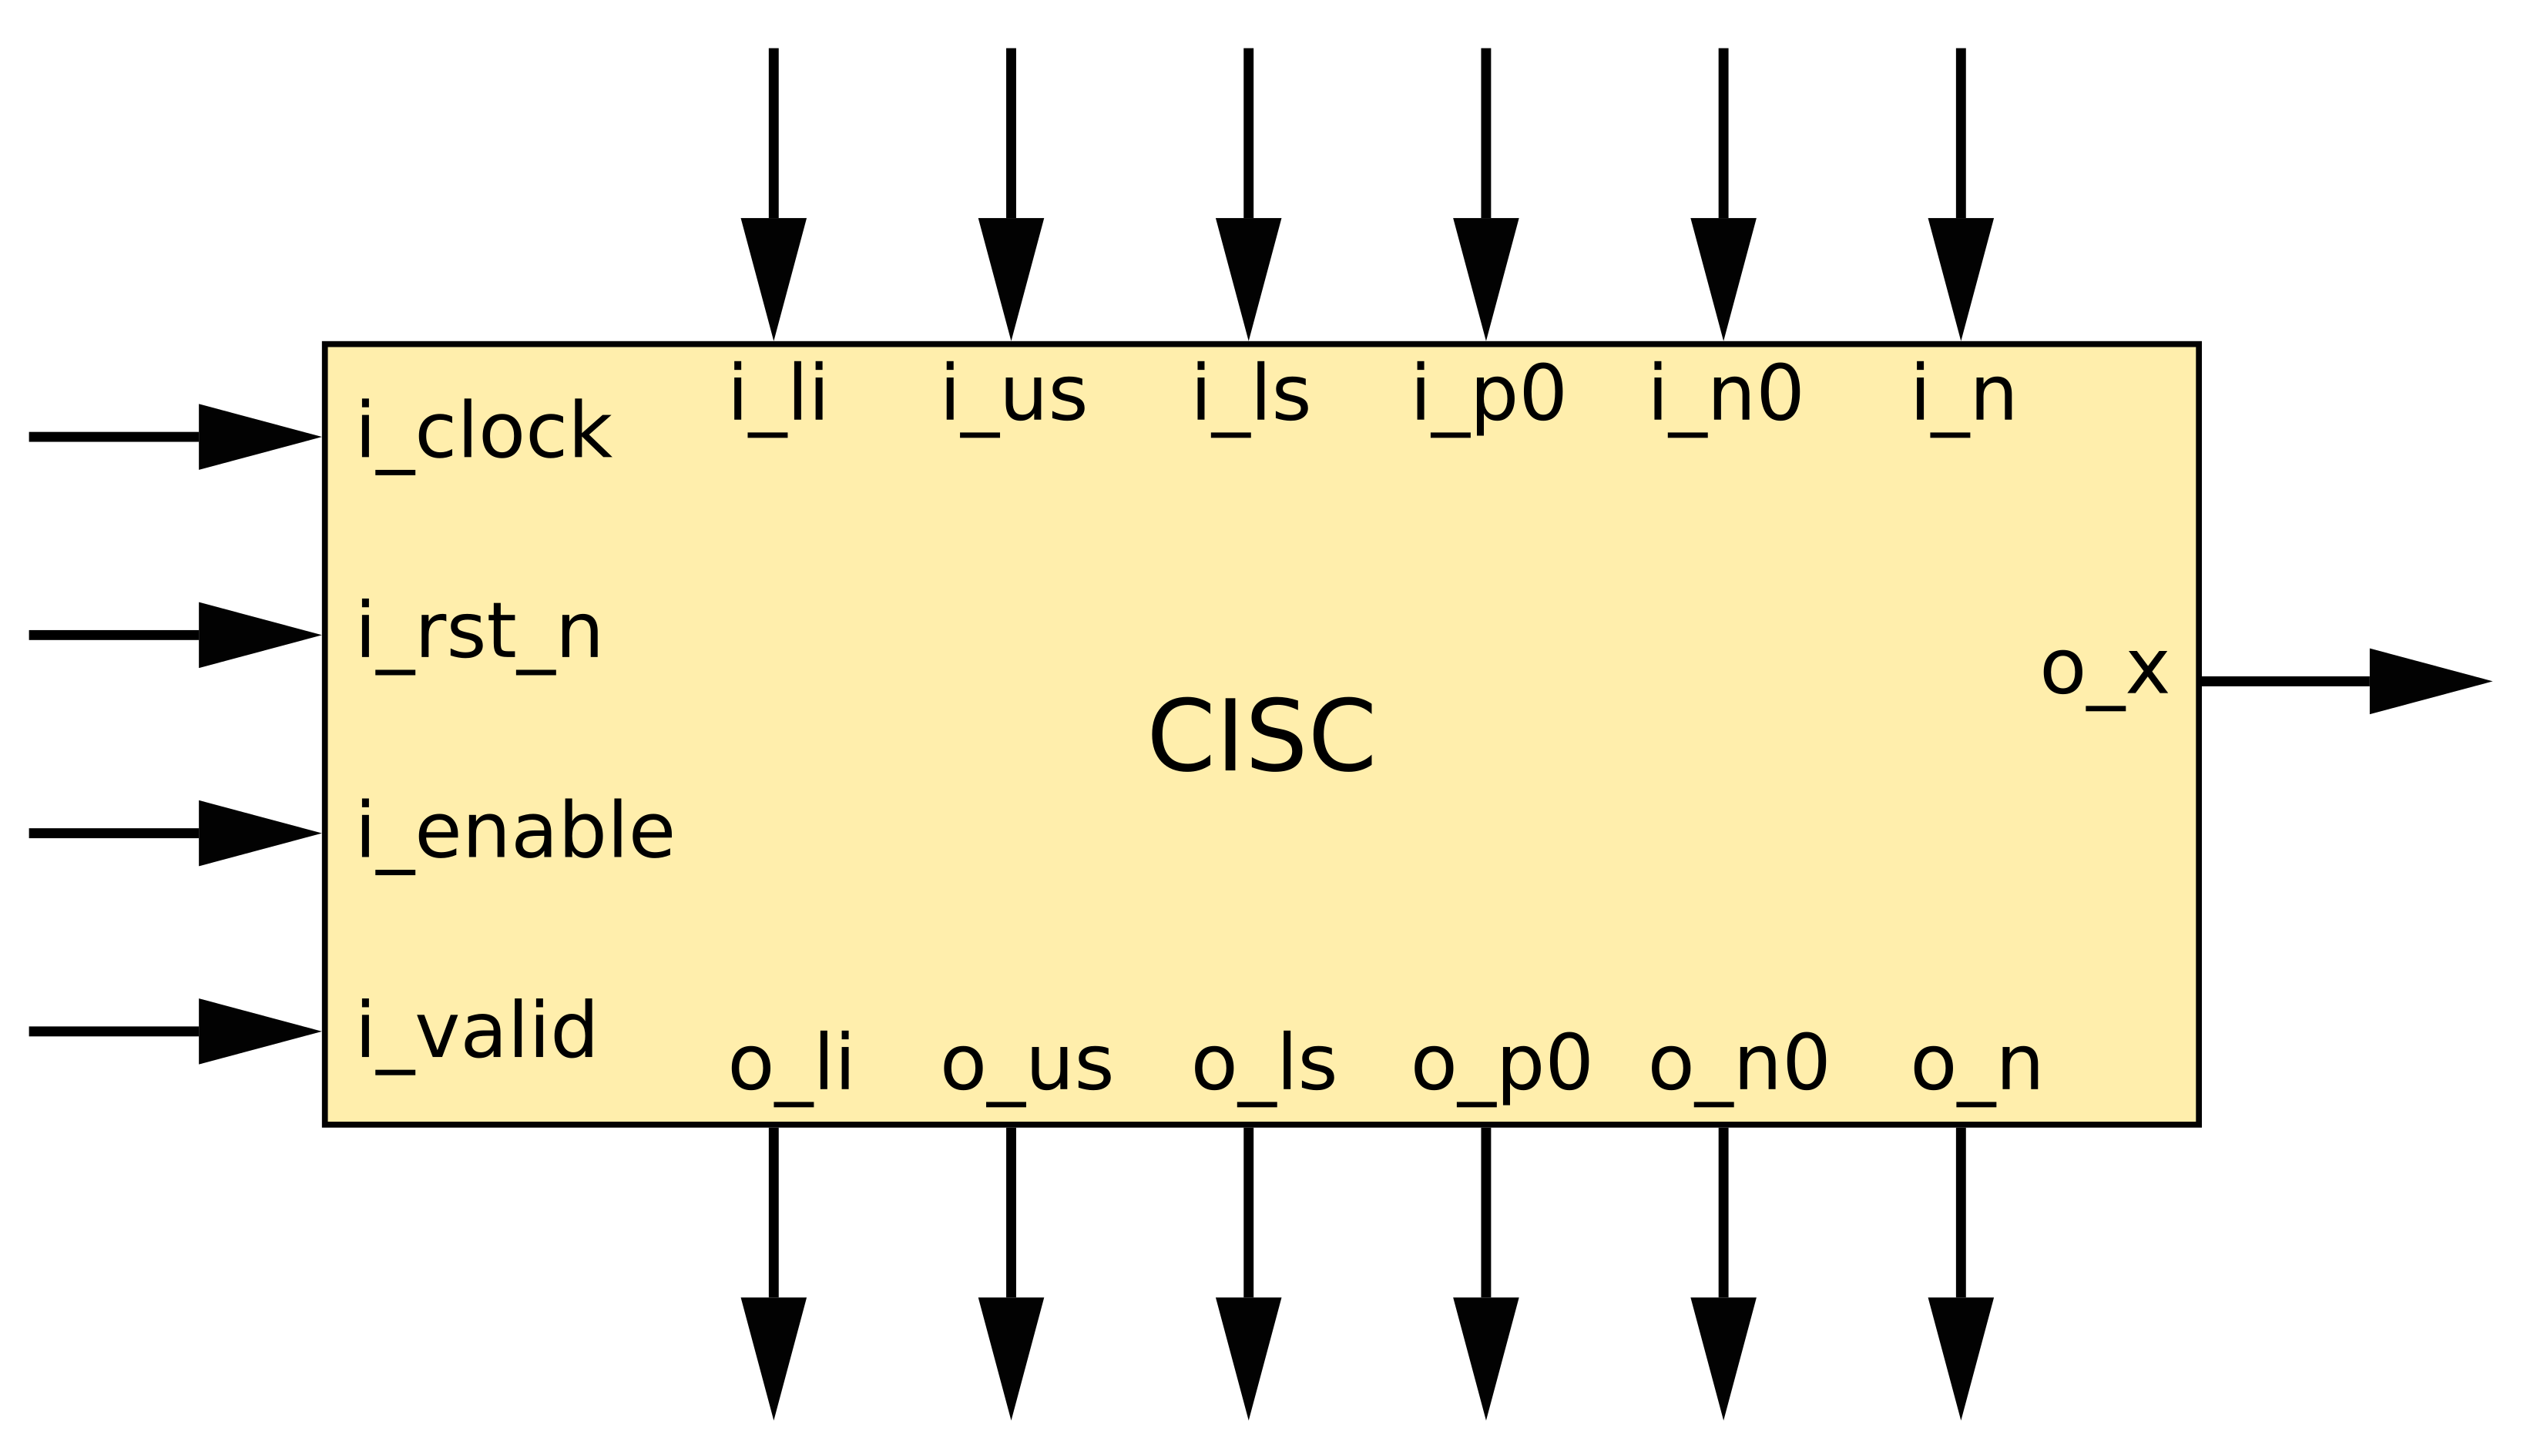 i_li i_us i_ls i_p0 i_n0 i_n
i_clock
i_rst_n
o_x
CISC
i_enable
i_valid
o_li o_us o_ls o_p0 o_n0 o_n